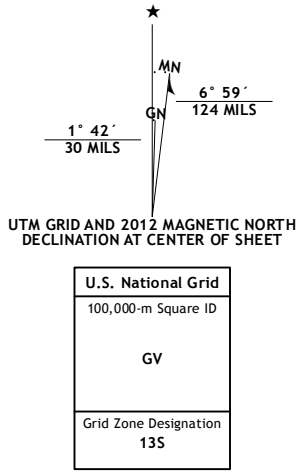 ★
MN
GN
6° 59´
124 MILS
1° 42´
30 MILS
UTM GRID AND 2012 MAGNETIC NORTH
DECLINATION AT CENTER OF SHEET
U.S. National Grid
100,000-m Square ID
GV
Grid Zone Designation
13S